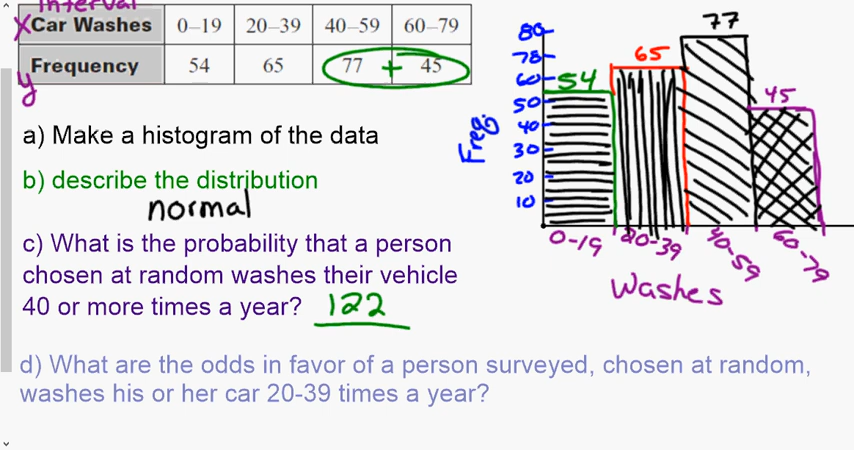 Interval
X Car Washes 0–19 20–39 40–59 60–79
y Frequency 54 65 77 + 45
a) Make a histogram of the data
b) describe the distribution
normal
c) What is the probability that a person
chosen at random washes their vehicle
40 or more times a year? 122
d) What are the odds in favor of a person surveyed, chosen at random,
washes his or her car 20-39 times a year?
77
80
65
70
45
60
54
50
40
Freq.
30
20
10
0-19 20-39 40-59 60-79
Washes